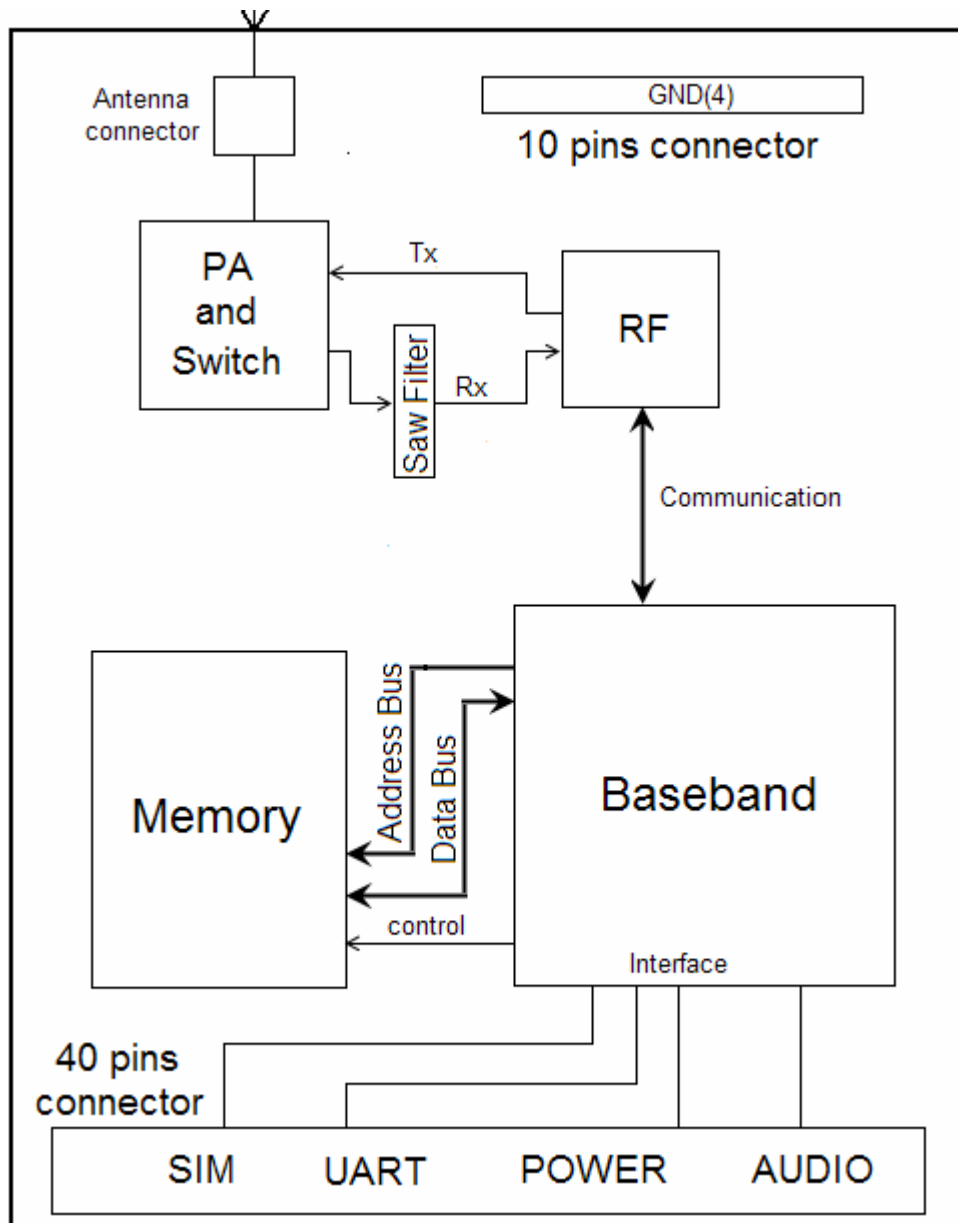 Antenna
connector
GND(4)
10 pins connector
PA
and
Switch
Tx
RF
Saw Filter
Rx
Communication
Memory
Address Bus
Data Bus
Baseband
control
Interface
40 pins
connector
SIM UART POWER AUDIO